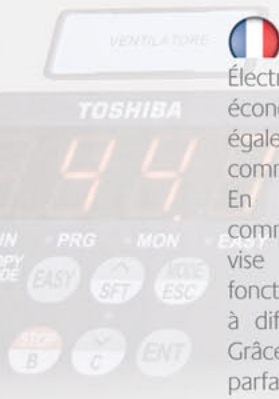 VENTILATORE
TOSHIBA
44.
PRG MON EASY
EASY SFT MODE ESC
STOP B C ENT
Électr
écono
égale
comm
En
comm
vise
fonct
à dif
Grâce
parfa